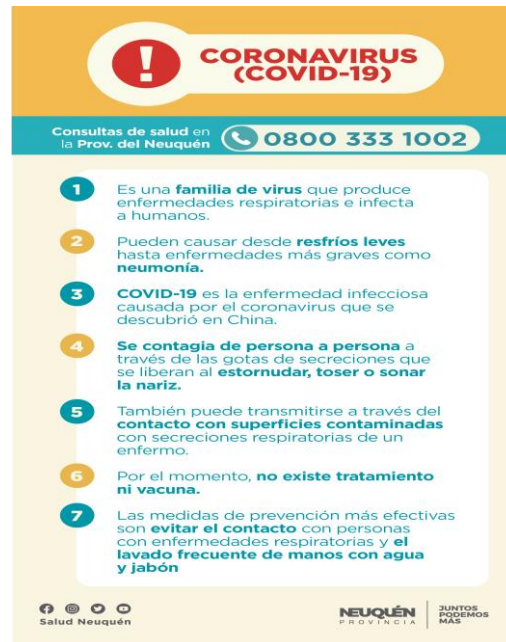 !
CORONAVIRUS
(COVID-19)
Consultas de salud en
la Prov. del Neuquén
0800 333 1002
1
Es una familia de virus que produce
enfermedades respiratorias e infecta
a humanos.
2
Pueden causar desde resfríos leves
hasta enfermedades más graves como
neumonía.
3
COVID-19 es la enfermedad infecciosa
causada por el coronavirus que se
descubrió en China.
4
Se contagia de persona a persona a
través de las gotas de secreciones que
se liberan al estornudar, toser o sonar
la nariz.
5
También puede transmitirse a través del
contacto con superficies contaminadas
con secreciones respiratorias de un
enfermo.
6
Por el momento, no existe tratamiento
ni vacuna.
7
Las medidas de prevención más efectivas
son evitar el contacto con personas
con enfermedades respiratorias y el
lavado frecuente de manos con agua
y jabón
Salud Neuquén
NEUQUÉN
PROVINCIA
JUNTOS
PODEMOS
MÁS